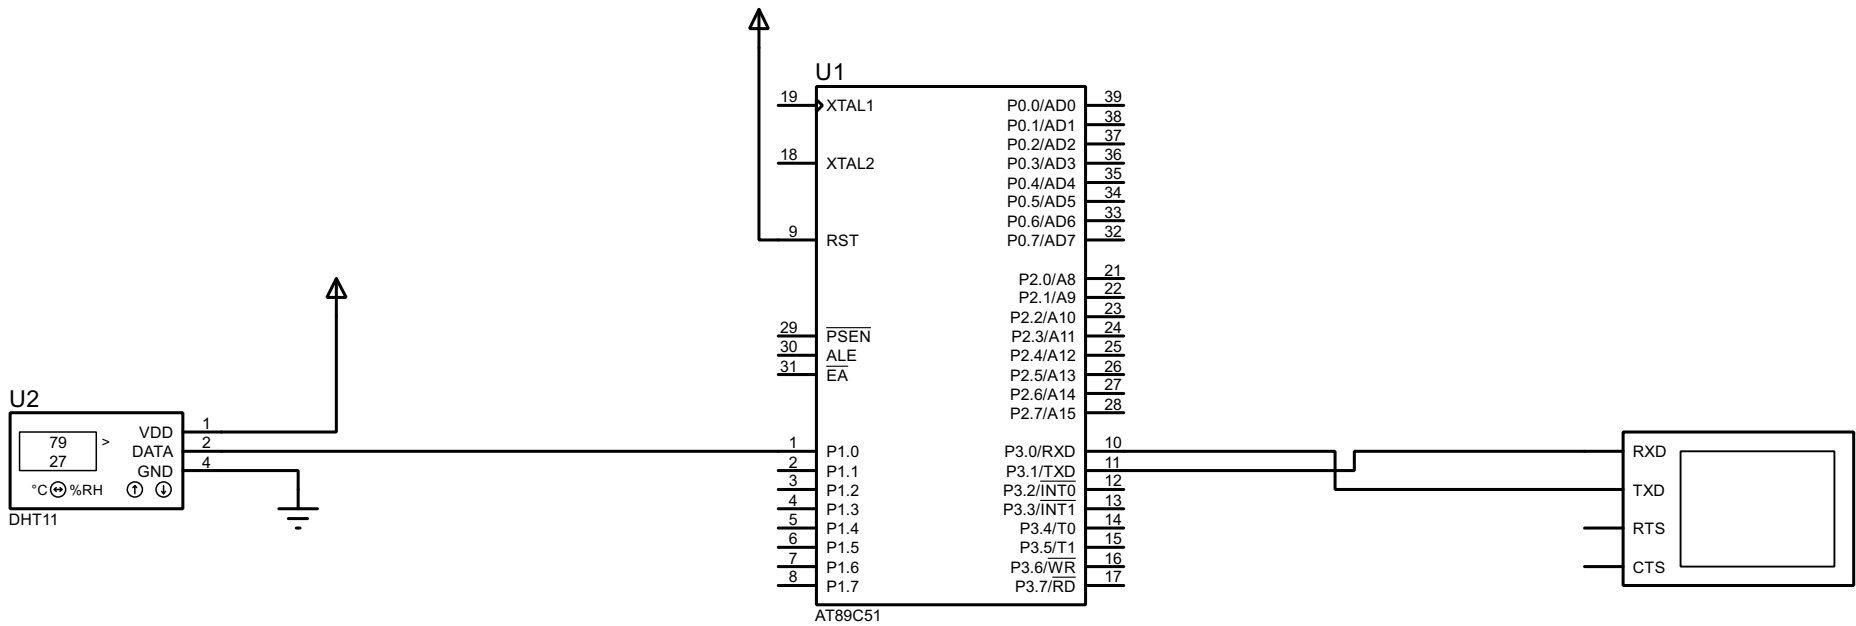 U1
19 XTAL1
18 XTAL2
9 RST
29 PSEN
30 ALE
31 EA
1 P1.0
2 P1.1
3 P1.2
4 P1.3
5 P1.4
6 P1.5
7 P1.6
8 P1.7
P0.0/AD0 39
P0.1/AD1 38
P0.2/AD2 37
P0.3/AD3 36
P0.4/AD4 35
P0.5/AD5 34
P0.6/AD6 33
P0.7/AD7 32
P2.0/A8 21
P2.1/A9 22
P2.2/A10 23
P2.3/A11 24
P2.4/A12 25
P2.5/A13 26
P2.6/A14 27
P2.7/A15 28
P3.0/RXD 10
P3.1/TXD 11
P3.2/INT0 12
P3.3/INT1 13
P3.4/T0 14
P3.5/T1 15
P3.6/WR 16
P3.7/RD 17
AT89C51
U2
79 >
27
°C %RH
VDD 1
DATA 2
GND 4
DHT11
RXD
TXD
RTS
CTS